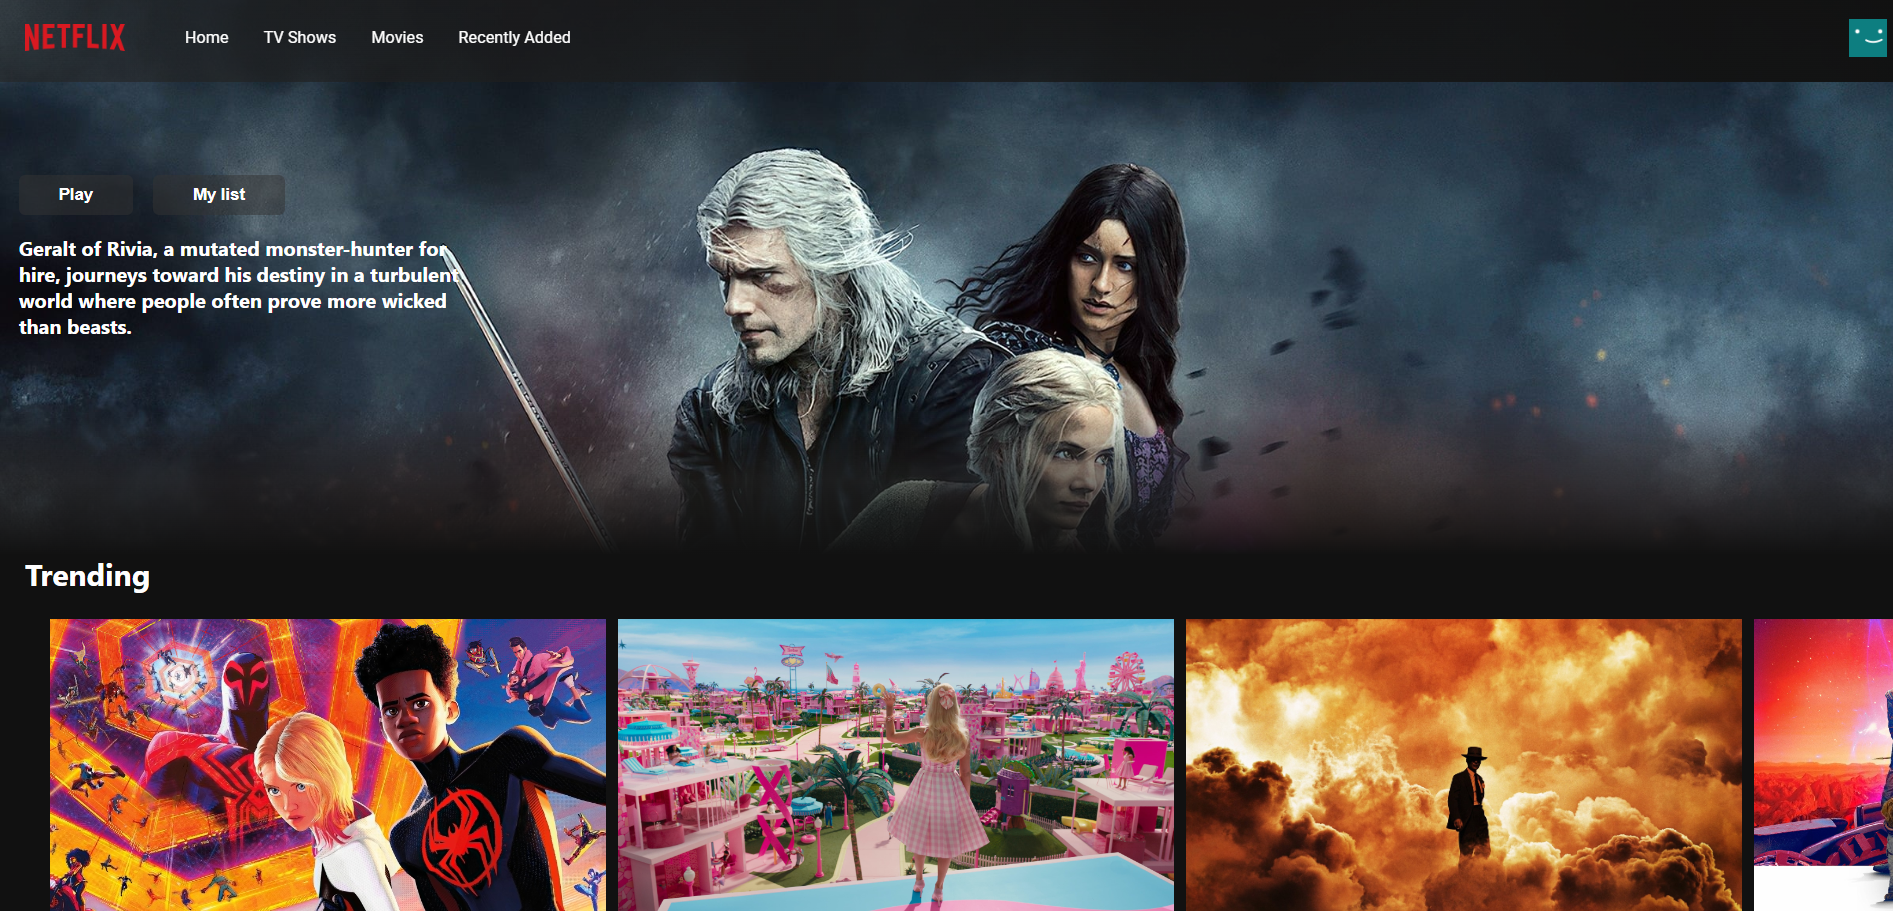 NETFLIX
Home
TV Shows
Movies
Recently Added
Play
My list
Geralt of Rivia, a mutated monster-hunter for
hire, journeys toward his destiny in a turbulent
world where people often prove more wicked
than beasts.
Trending